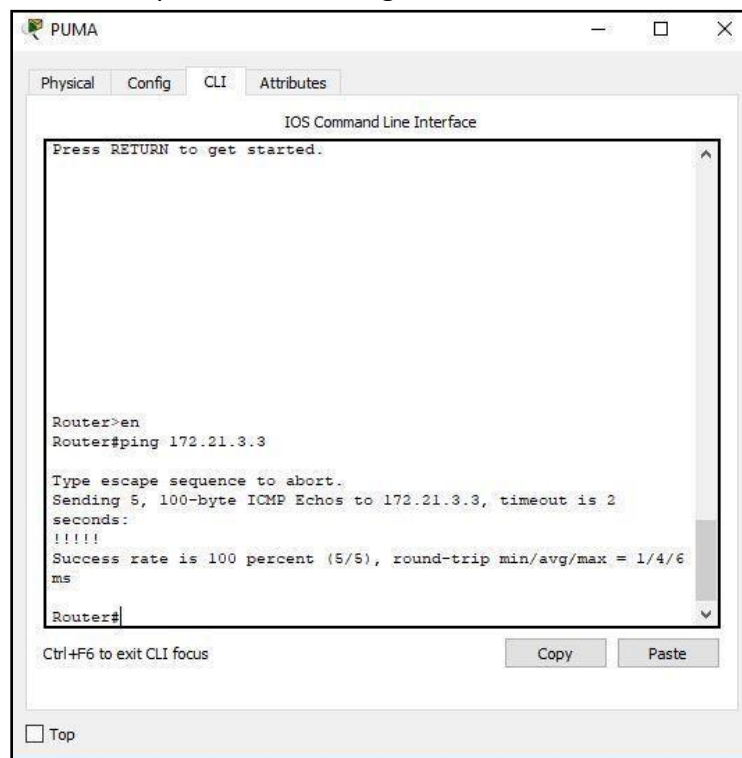 PUMA
Physical Config CLI Attributes
IOS Command Line Interface
Press RETURN to get started.
Router>en
Router#ping 172.21.3.3
Type escape sequence to abort.
Sending 5, 100-byte ICMP Echos to 172.21.3.3, timeout is 2
seconds:
!!!!!
Success rate is 100 percent (5/5), round-trip min/avg/max = 1/4/6
ms
Router#
Ctrl+F6 to exit CLI focus Copy Paste
Top